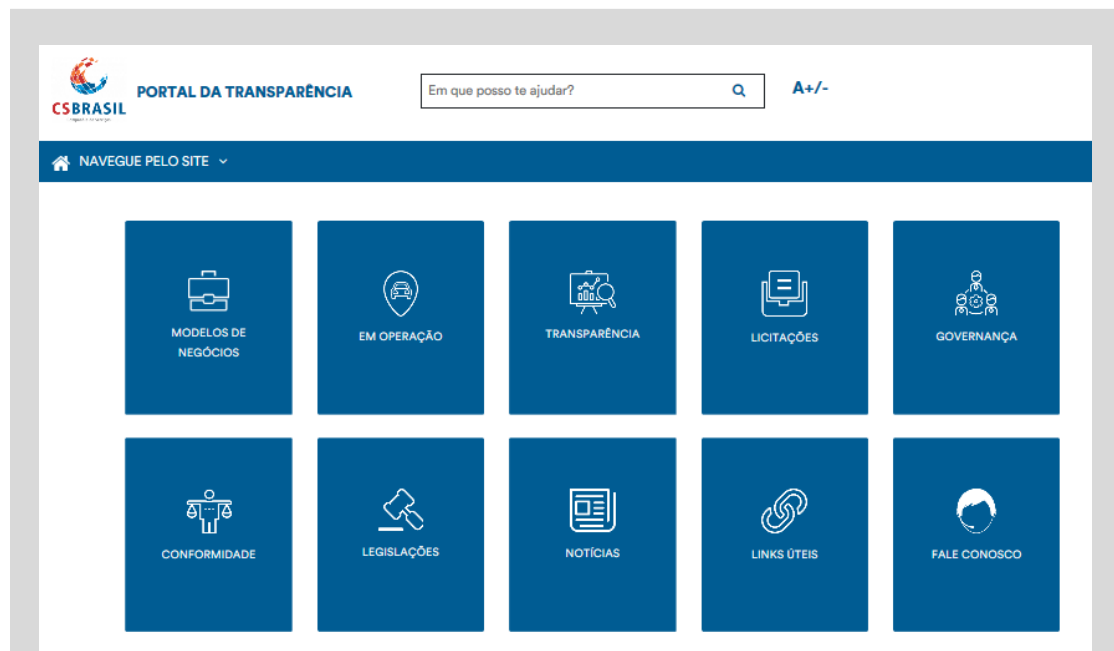 CSBRASIL
PORTAL DA TRANSPARÊNCIA
Em que posso te ajudar?
A+/-
NAVEGUE PELO SITE
MODELOS DE
NEGÓCIOS
EM OPERAÇÃO
TRANSPARÊNCIA
LICITAÇÕES
GOVERNANÇA
CONFORMIDADE
LEGISLAÇÕES
NOTÍCIAS
LINKS ÚTEIS
FALE CONOSCO